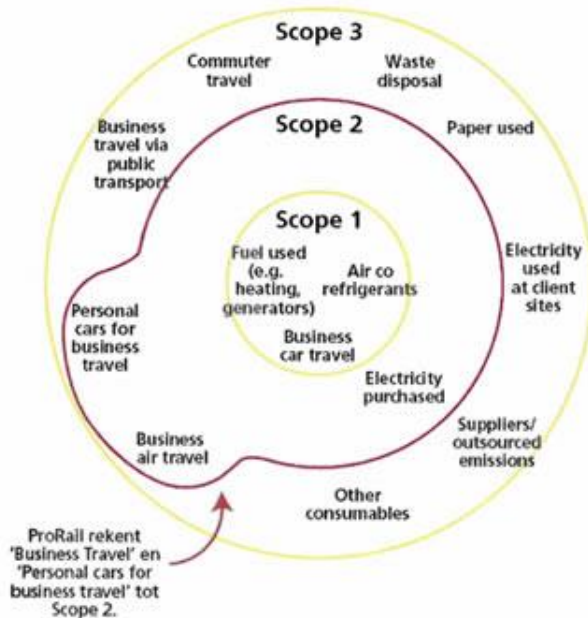 Scope 3
Commuter
travel
Waste
disposal
Business
travel via
public
transport
Scope 2
Paper used
Scope 1
Fuel used
(e.g.
heating,
generators)
Air co
refrigerants
Electricity
used
at client
sites
Personal
cars for
business
travel
Business
car travel
Electricity
purchased
Business
air travel
Suppliers/
outsourced
emissions
Other
consumables
ProRail rekent
'Business Travel' en
'Personal cars for
business travel' tot
Scope 2.